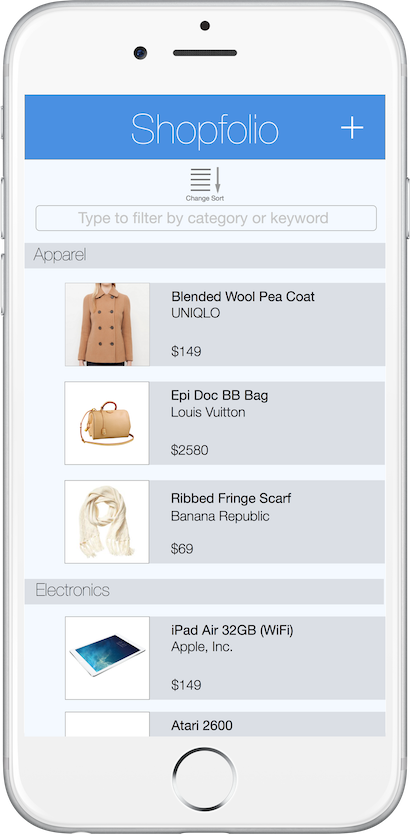 Shopfolio
Change Sort
Type to filter by category or keyword
Apparel
Blended Wool Pea Coat
UNIQLO
$149
Epi Doc BB Bag
Louis Vuitton
$2580
Ribbed Fringe Scarf
Banana Republic
$69
Electronics
iPad Air 32GB (WiFi)
Apple, Inc.
$149
Atari 2600